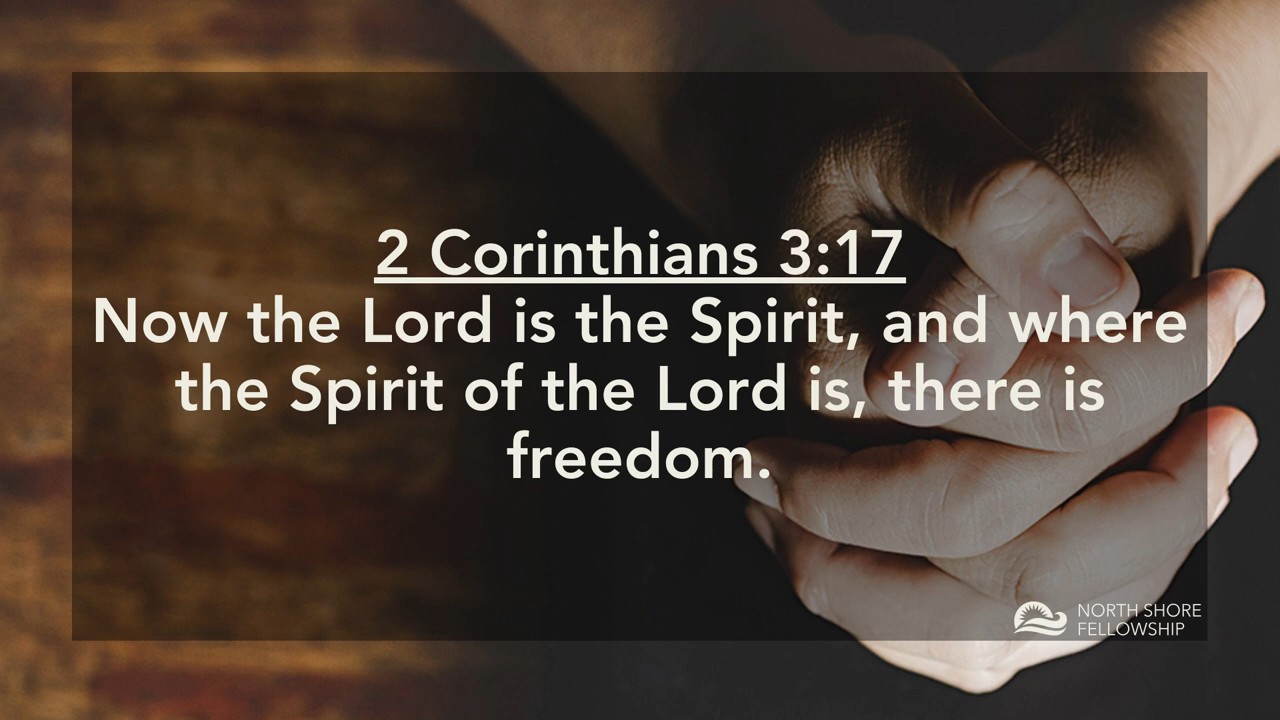 2 Corinthians 3:17
Now the Lord is the Spirit, and where
the Spirit of the Lord is, there is
freedom.
NORTH SHORE
FELLOWSHIP